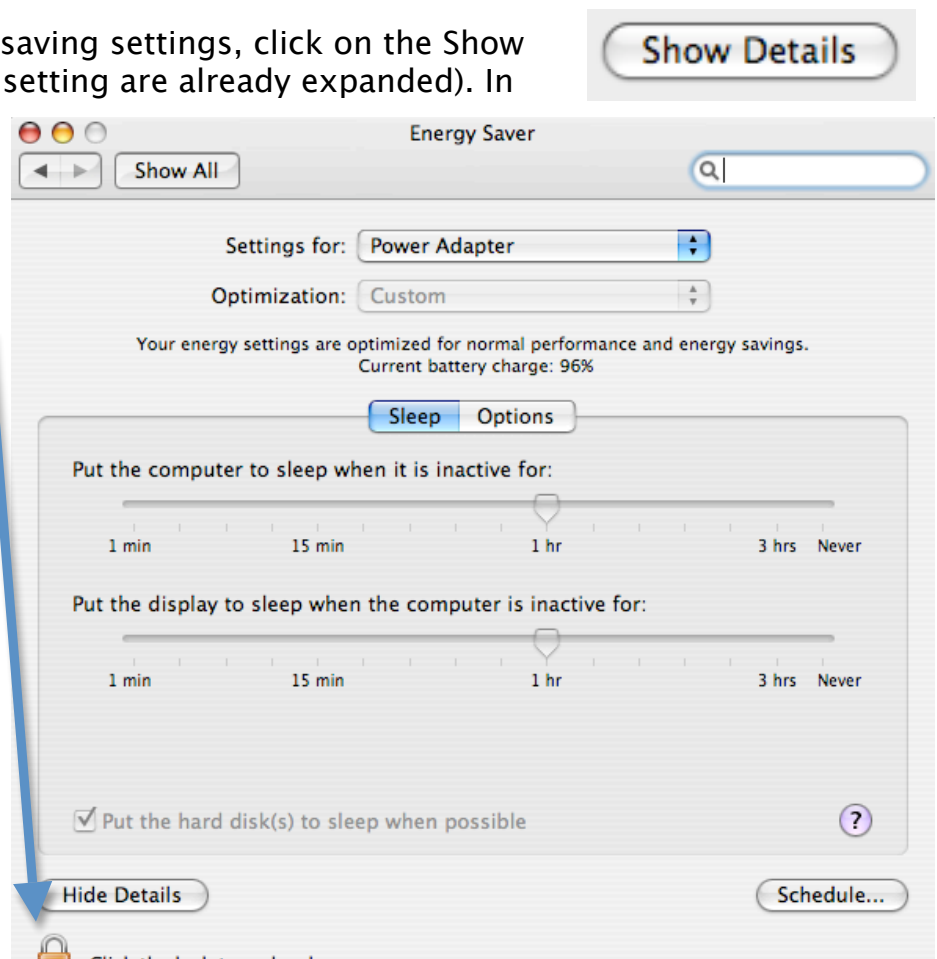 saving settings, click on the Show
setting are already expanded). In
Show Details
Energy Saver
Show All
Settings for: Power Adapter
Optimization: Custom
Your energy settings are optimized for normal performance and energy savings.
Current battery charge: 96%
Sleep Options
Put the computer to sleep when it is inactive for:
1 min 15 min 1 hr 3 hrs Never
Put the display to sleep when the computer is inactive for:
1 min 15 min 1 hr 3 hrs Never
Put the hard disk(s) to sleep when possible ?
Hide Details Schedule...